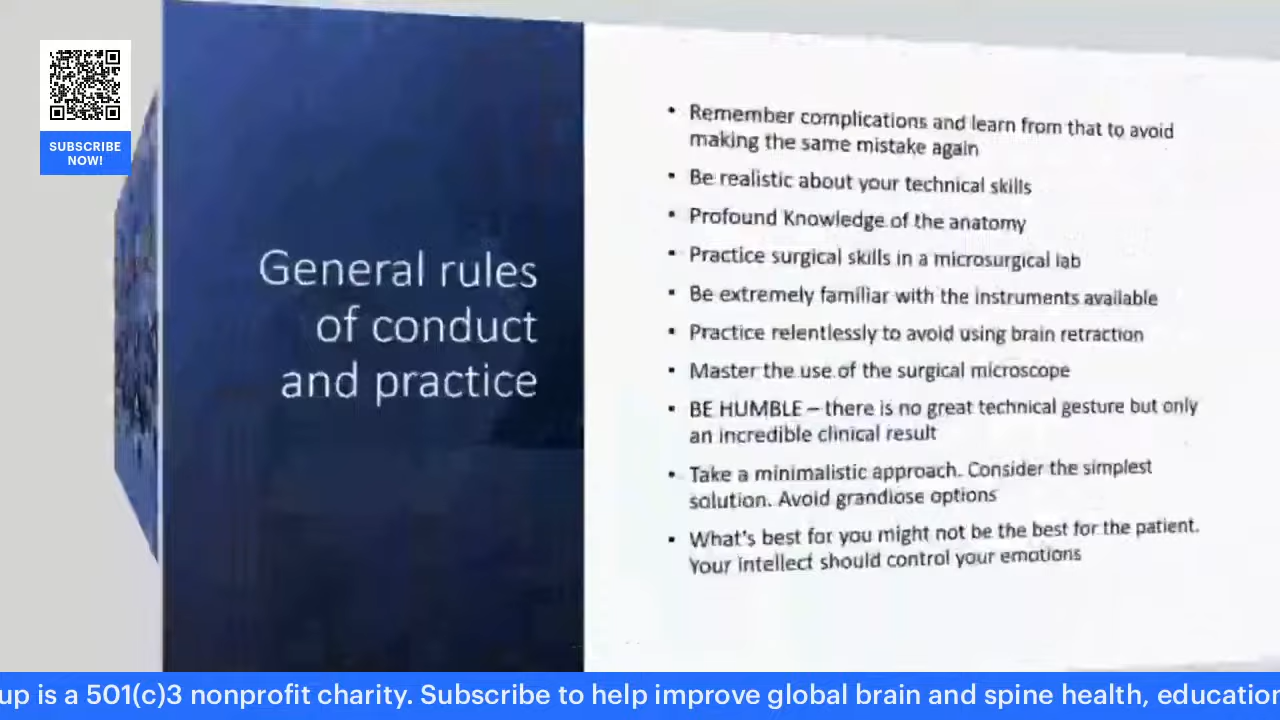 SUBSCRIBE
NOW!
General rules
of conduct
and practice
• Remember complications and learn from that to avoid
making the same mistake again
• Be realistic about your technical skills
• Profound Knowledge of the anatomy
• Practice surgical skills in a microsurgical lab
• Be extremely familiar with the instruments available
• Practice relentlessly to avoid using brain retraction
• Master the use of the surgical microscope
• BE HUMBLE – there is no great technical gesture but only
an incredible clinical result
• Take a minimalistic approach. Consider the simplest
solution. Avoid grandiose options
• What's best for you might not be the best for the patient.
Your intellect should control your emotions
up is a 501(c)3 nonprofit charity. Subscribe to help improve global brain and spine health, education